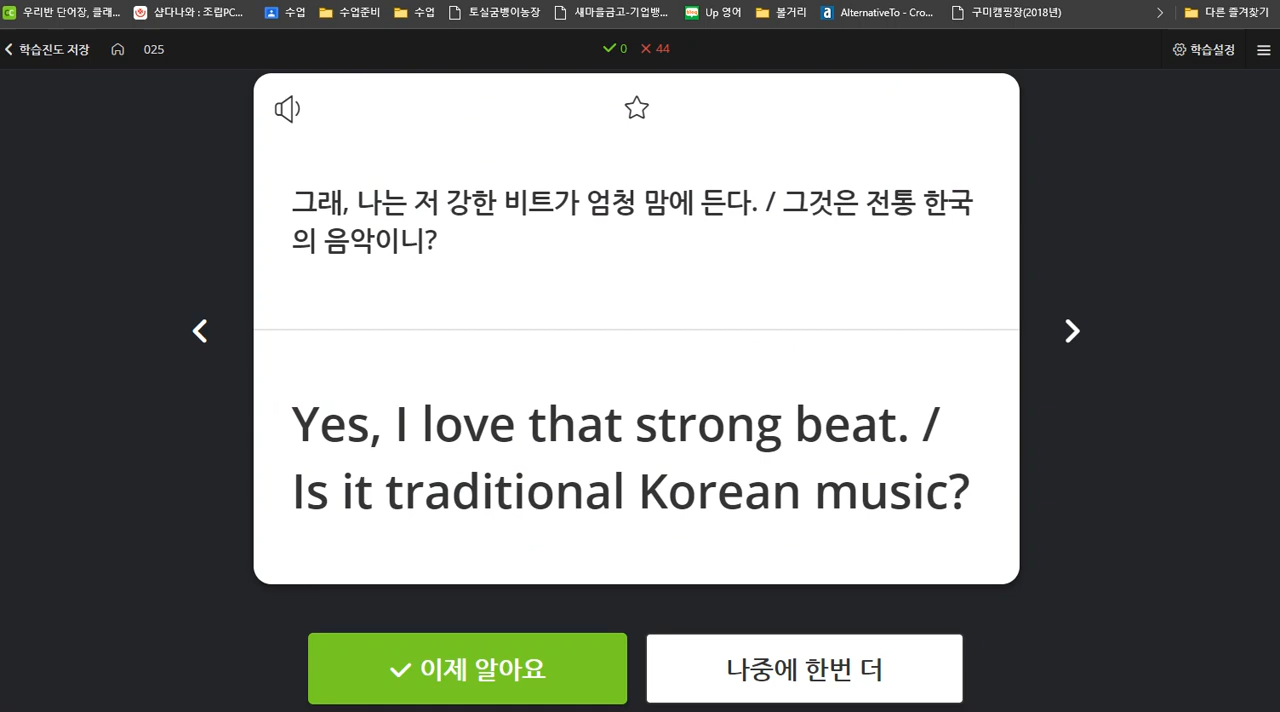 우리반 단어장, 클래... 샵다나와 : 조립PC... 수업 수업준비 수업 토실굼벵이농장 새마을금고-기업뱅... Up 영어 볼거리 AlternativeTo - Cro... 구미캠핑장(2018년) 다른 즐겨찾기
학습진도 저장 025 0 44 학습설정
그래, 나는 저 강한 비트가 엄청 맘에 든다. / 그것은 전통 한국
의 음악이니?
Yes, I love that strong beat. /
Is it traditional Korean music?
이제 알아요 나중에 한번 더